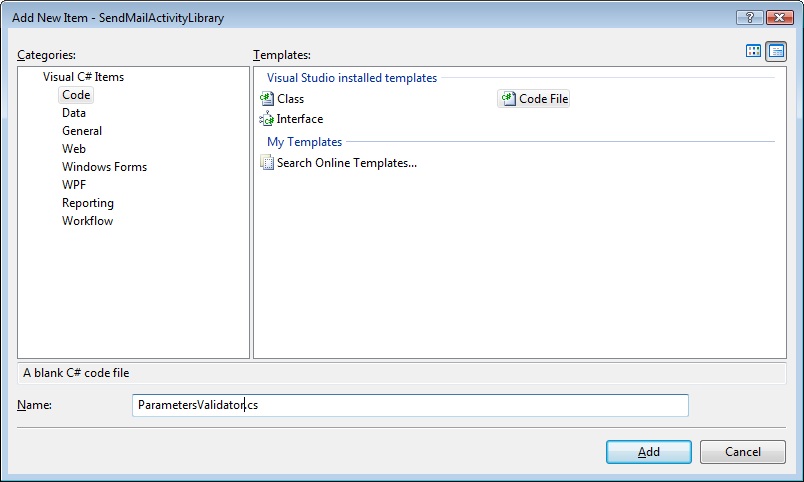 Add New Item - SendMailActivityLibrary
Categories:
Templates:
Visual C# Items
Code
Data
General
Web
Windows Forms
WPF
Reporting
Workflow
Visual Studio installed templates
Class
Code File
Interface
My Templates
Search Online Templates...
A blank C# code file
Name:
ParametersValidator.cs
Add
Cancel